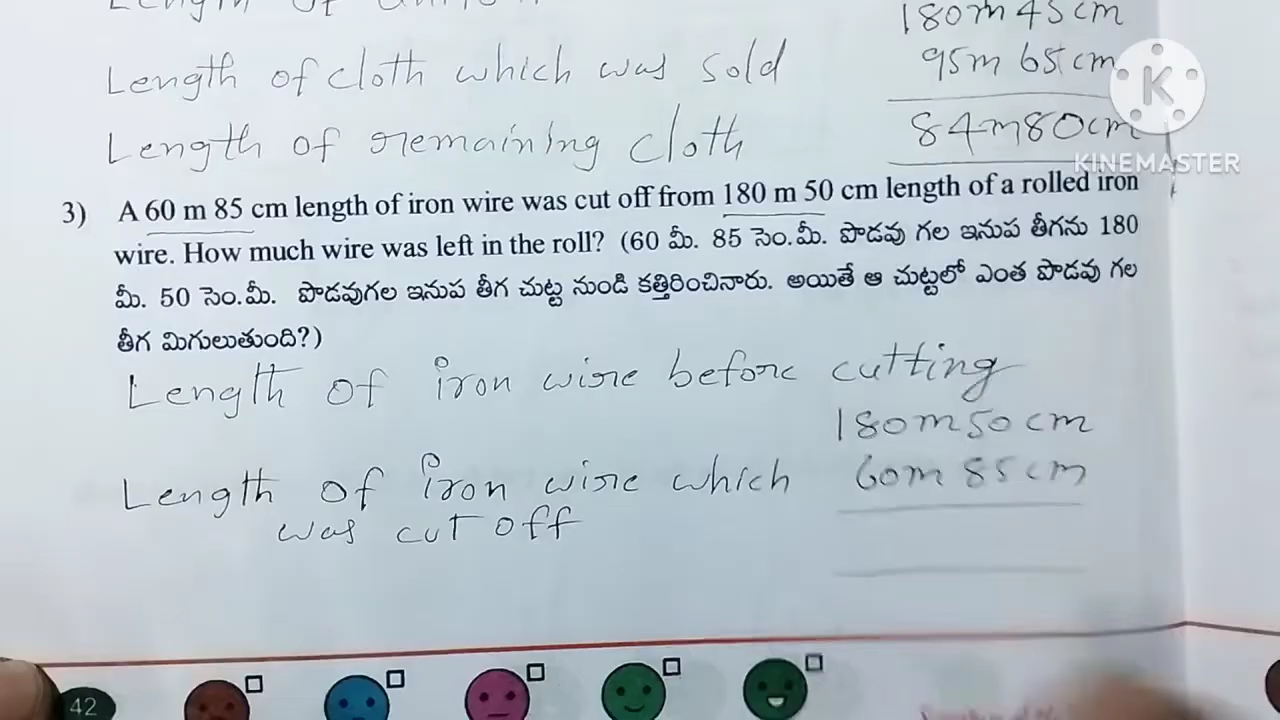 Length of
180m 45cm
Length of cloth which was sold
95m 65cm
Length of remaining cloth
84m80cm
KINEMASTER
3) A 60 m 85 cm length of iron wire was cut off from 180 m 50 cm length of a rolled iron
wire. How much wire was left in the roll? (60 మీ. 85 సెం.మీ. పొడవు గల ఇనుప తీగను 180
మీ. 50 సెం.మీ. పొడవుగల ఇనుప తీగ చుట్ట నుండి కత్తిరించినారు. అయితే ఆ చుట్టలో ఎంత పొడవు గల
తీగ మిగులుతుంది?)
Length of iron wire before cutting
180m50cm
Length of iron wire which
60m 85cm
was cut off
42